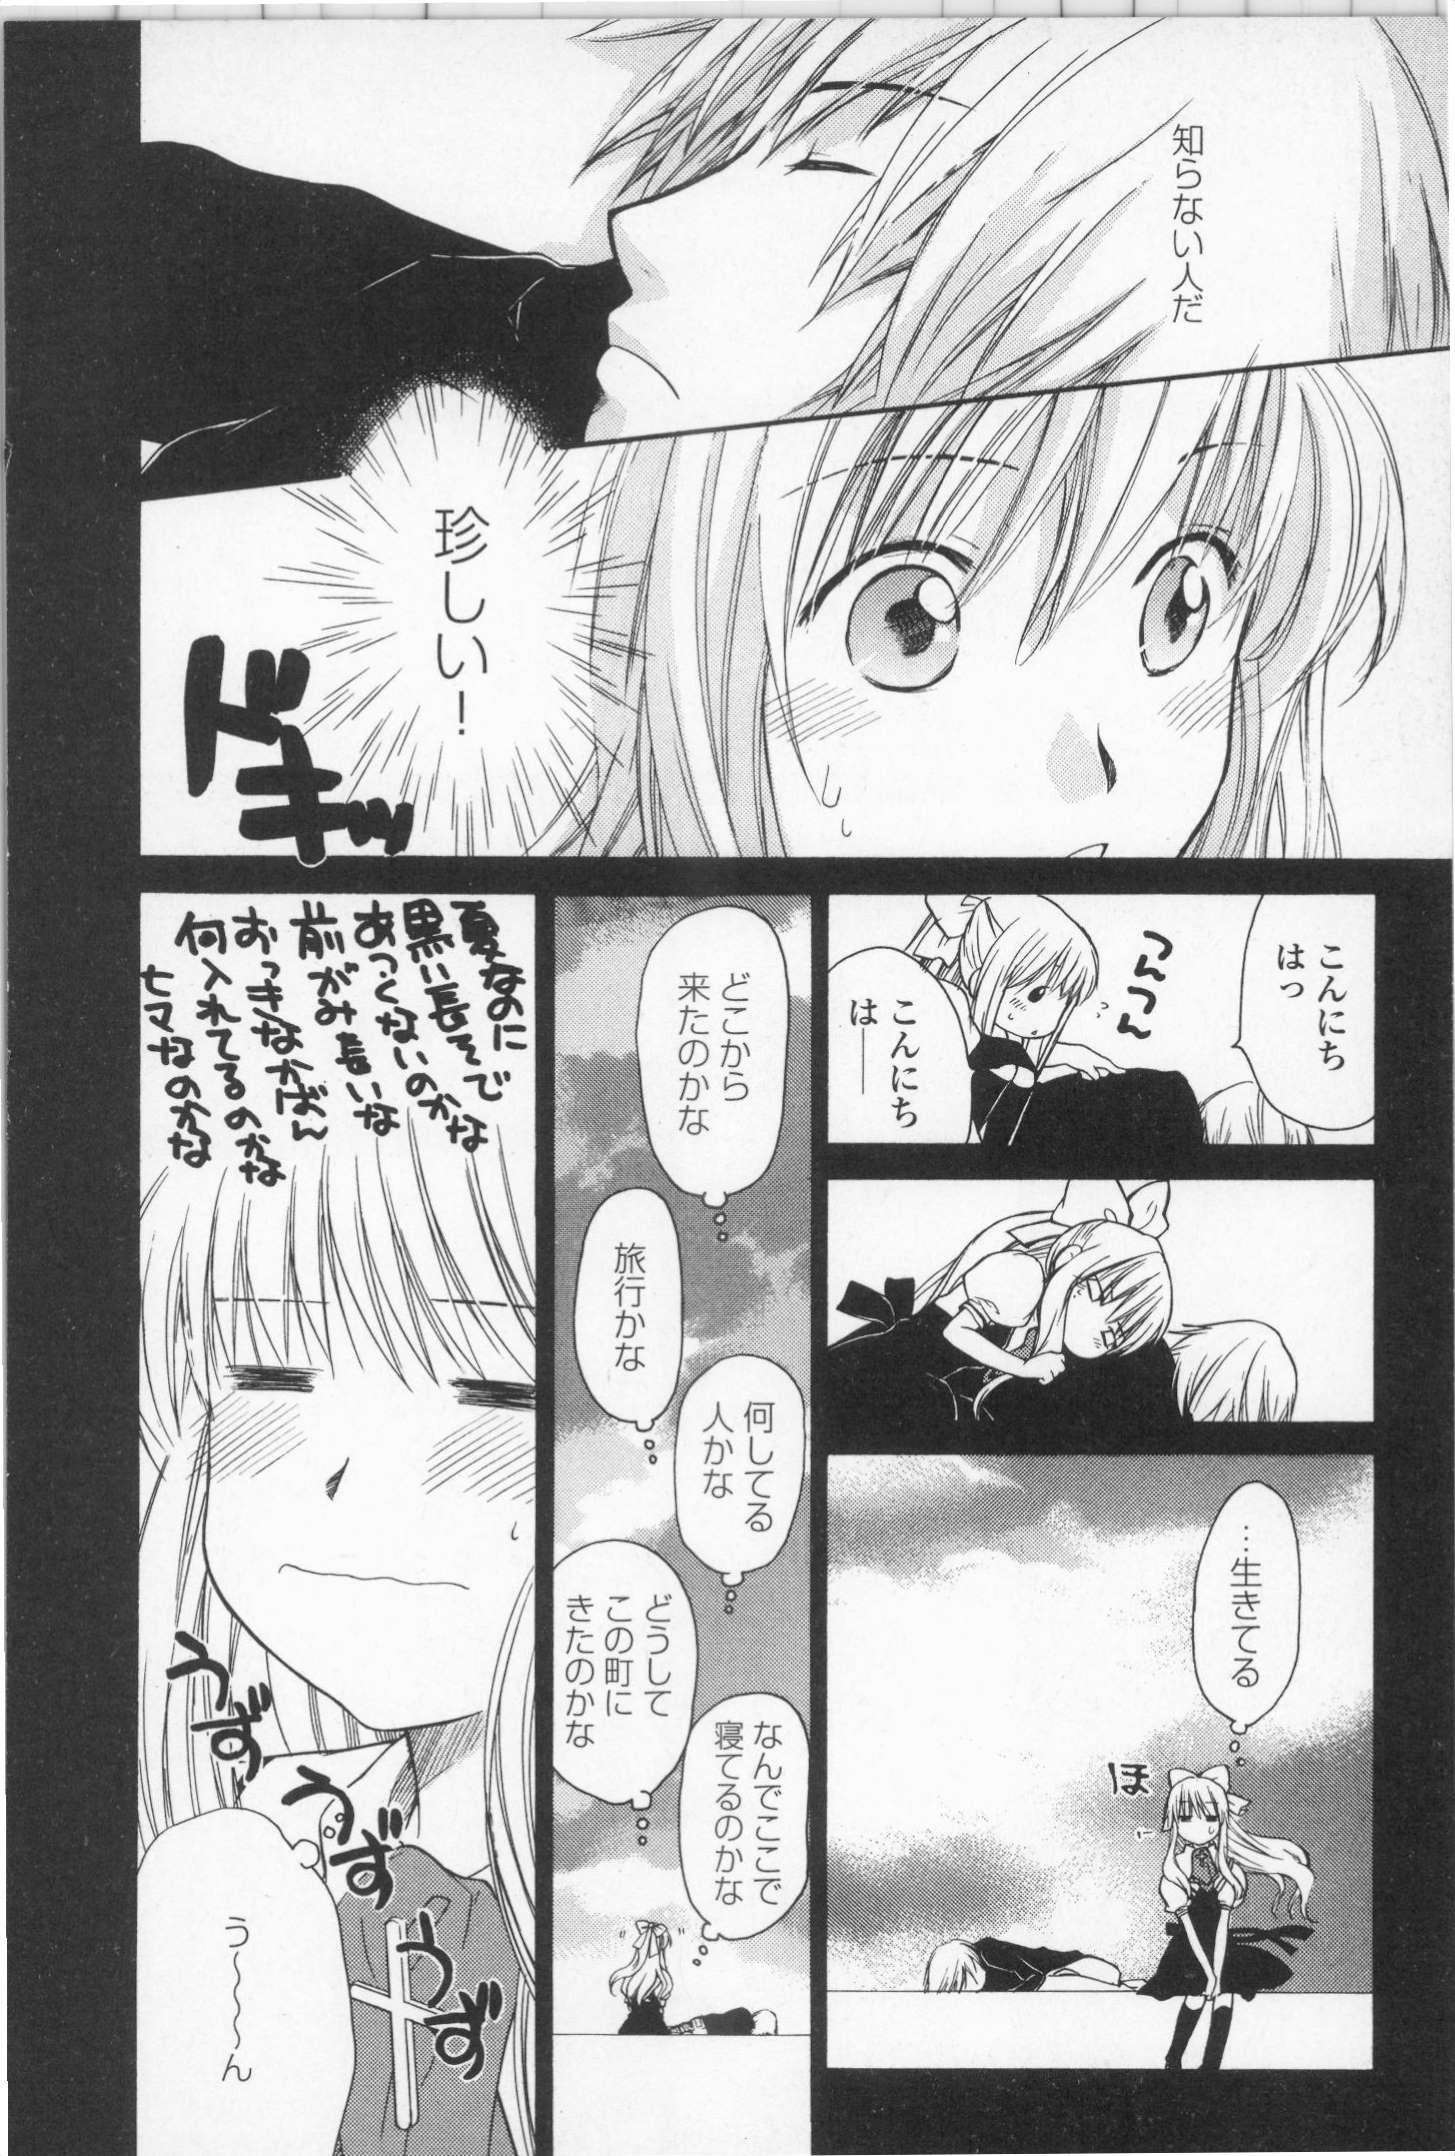 知らない人だ
珍しい！
ドキッ
こんにち
はっ
つんつん
こんにち
は――
…生きてる
ほ
どこから
来たのかな
旅行かな
何してる
人かな
どうして
この町に
きたのかな
なんでここで
寝てるのかな
夏なのに
黒い長そで
あつくないのかな
前がみ長いな
おっきなかばん
何入れてるのかな
ヒマなのかな
うず
うず
うず
う～～～ん